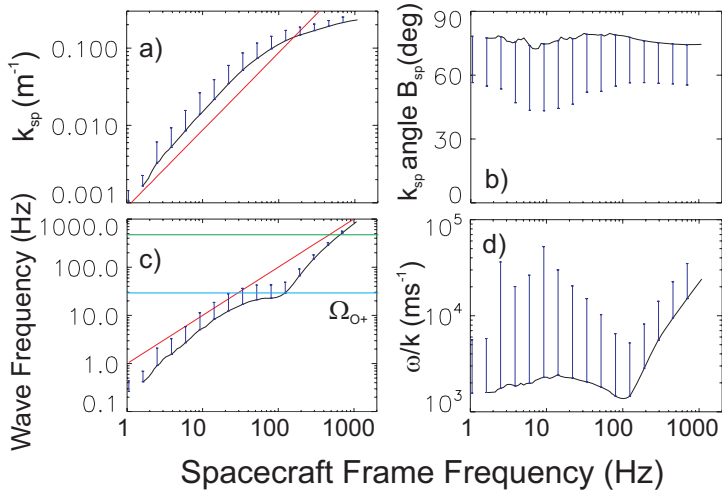 a)
k_sp (m^-1)
0.100
0.010
0.001
b)
k_sp angle B_sp (deg)
90
60
30
0
c)
Wave Frequency (Hz)
1000.0
100.0
10.0
1.0
0.1
Ω_O+
1 10 100 1000
d)
ω/k (ms^-1)
10^5
10^4
10^3
1 10 100 1000
Spacecraft Frame Frequency (Hz)